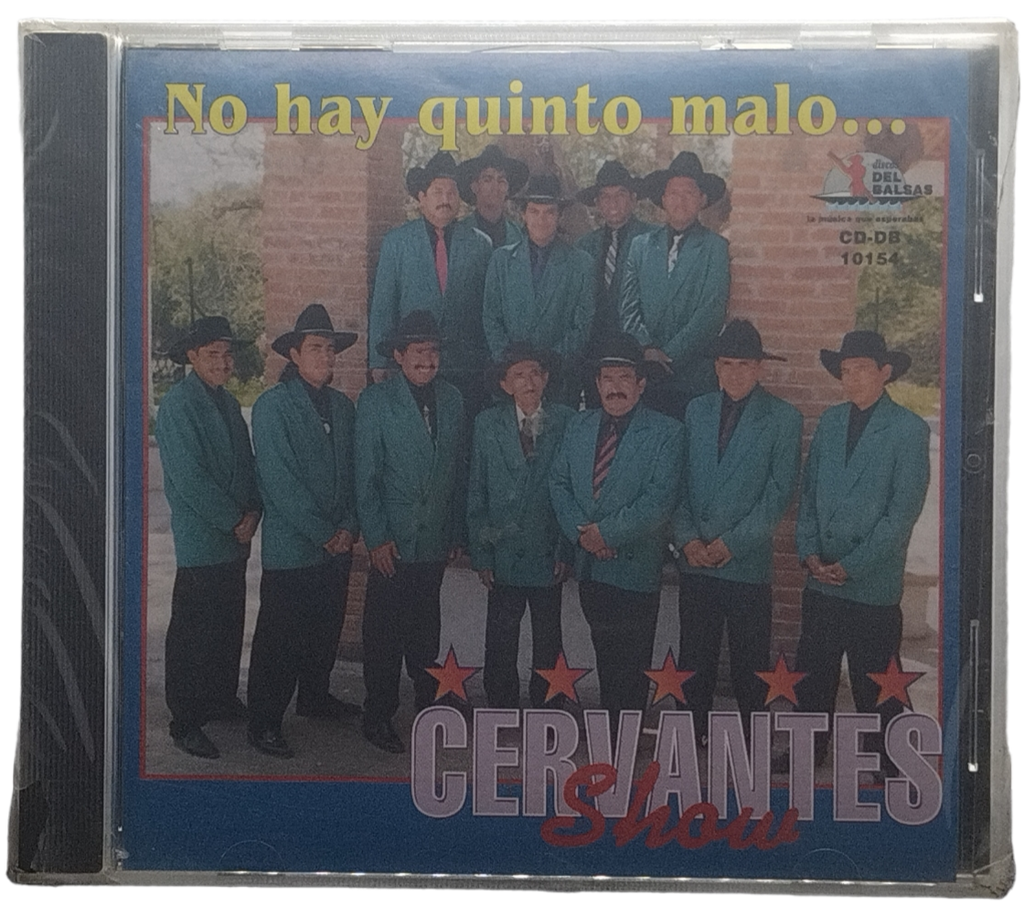 No hay quinto malo...
discos
DEL
BALSAS
la música que esperabas
CD-DB
10154
CERVANTES
Show